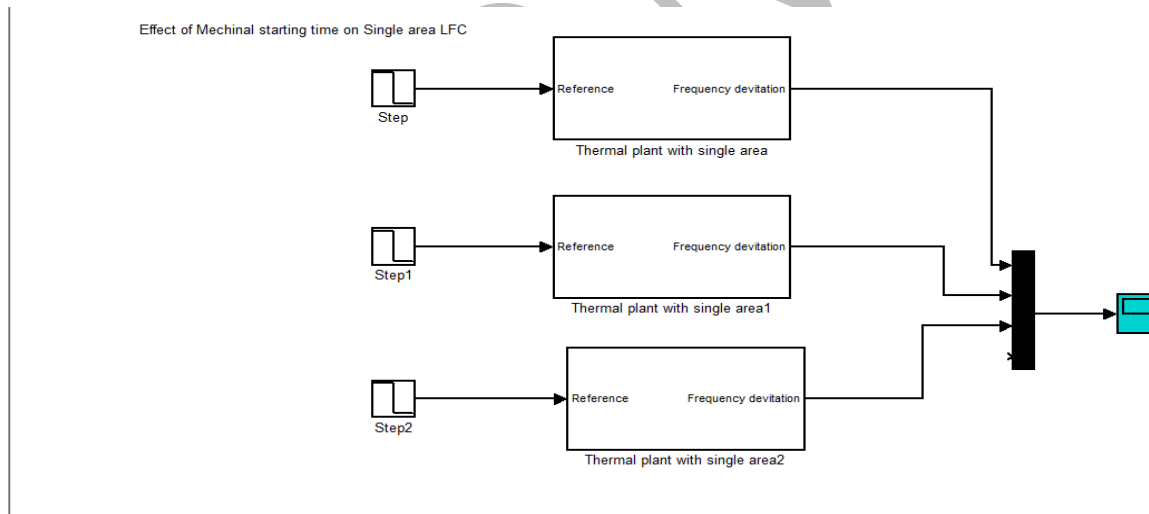 Effect of Mechinal starting time on Single area LFC
Reference
Frequency devitation
Step
Thermal plant with single area
Reference
Frequency devitation
Step1
Thermal plant with single area1
Reference
Frequency devitation
Step2
Thermal plant with single area2